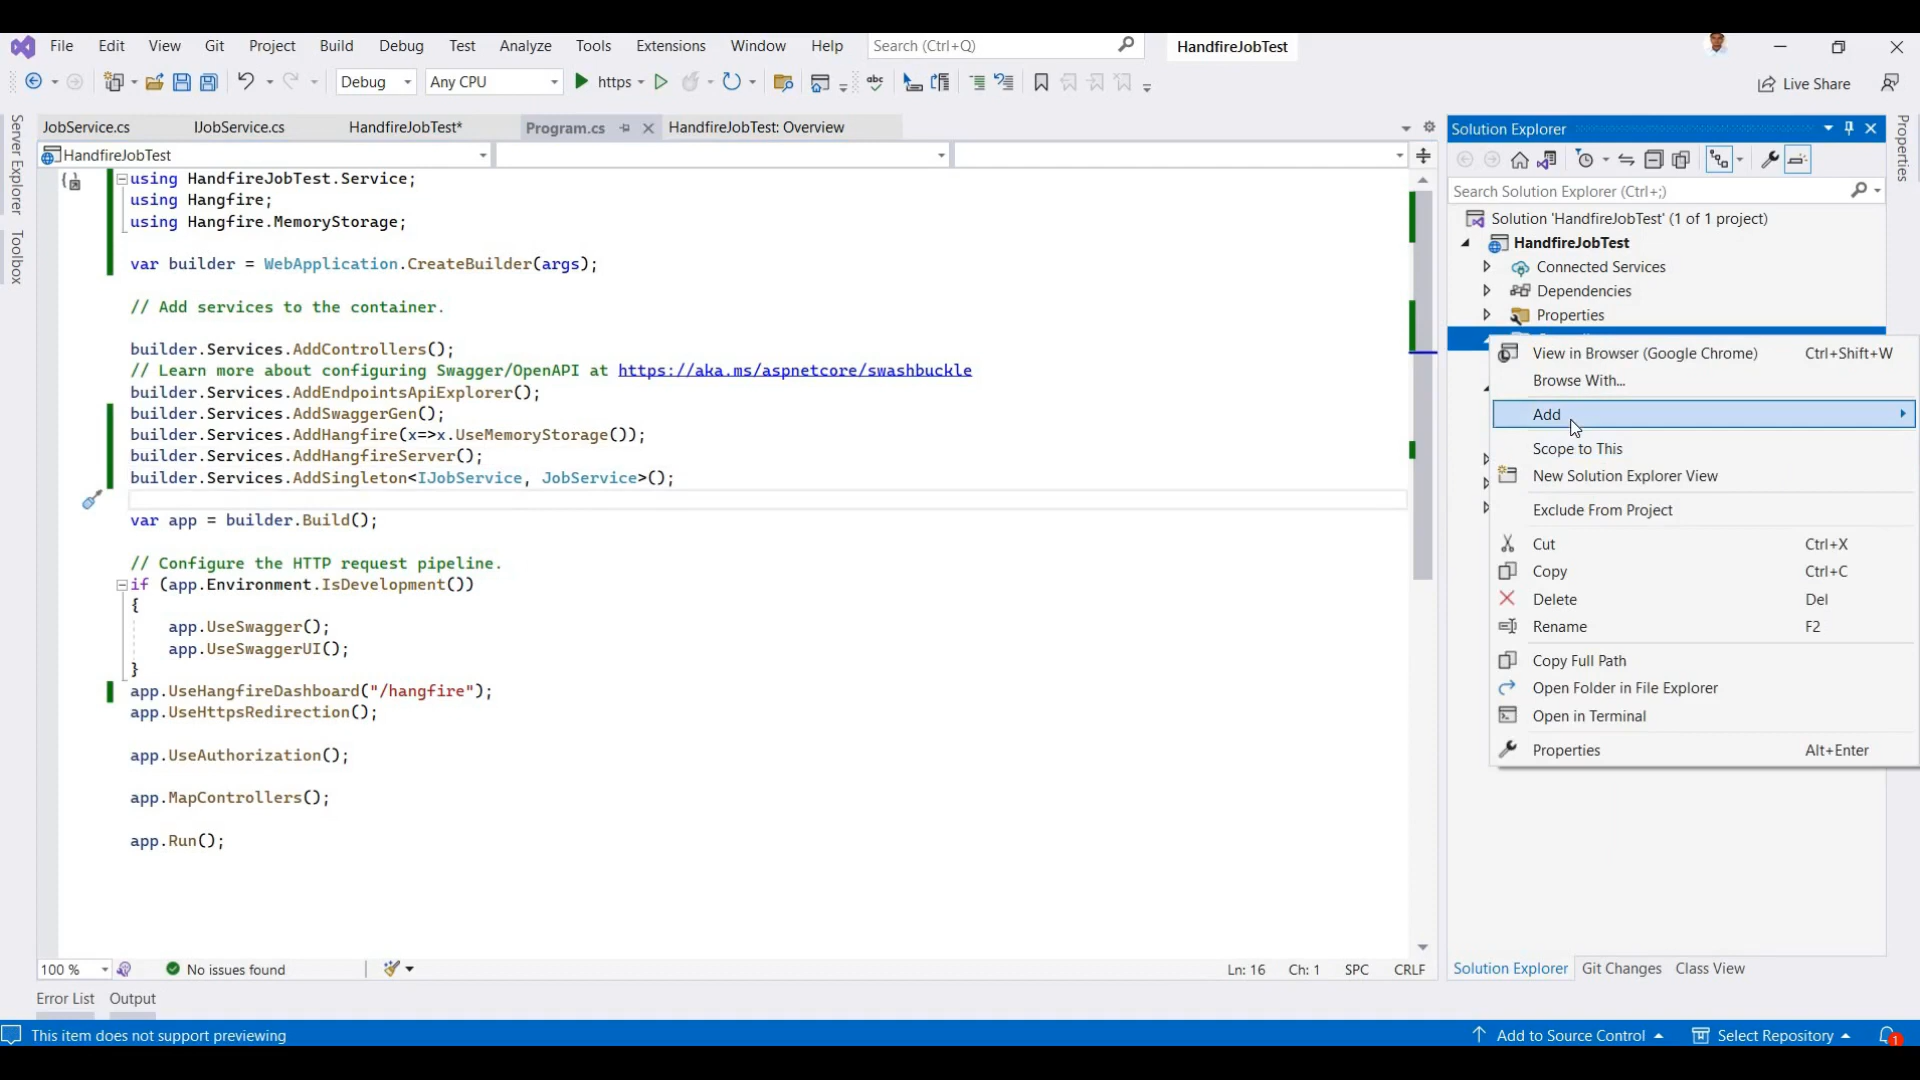 File Edit View Git Project Build Debug Test Analyze Tools Extensions Window Help Search (Ctrl+Q) HandfireJobTest
Debug Any CPU https Live Share
JobService.cs IJobService.cs HandfireJobTest* Program.cs HandfireJobTest: Overview
HandfireJobTest
Server Explorer
Toolbox
using HandfireJobTest.Service;
using Hangfire;
using Hangfire.MemoryStorage;
var builder = WebApplication.CreateBuilder(args);
// Add services to the container.
builder.Services.AddControllers();
// Learn more about configuring Swagger/OpenAPI at https://aka.ms/aspnetcore/swashbuckle
builder.Services.AddEndpointsApiExplorer();
builder.Services.AddSwaggerGen();
builder.Services.AddHangfire(x=>x.UseMemoryStorage());
builder.Services.AddHangfireServer();
builder.Services.AddSingleton<IJobService, JobService>();
var app = builder.Build();
// Configure the HTTP request pipeline.
if (app.Environment.IsDevelopment())
{
app.UseSwagger();
app.UseSwaggerUI();
}
app.UseHangfireDashboard("/hangfire");
app.UseHttpsRedirection();
app.UseAuthorization();
app.MapControllers();
app.Run();
100 % No issues found Ln: 16 Ch: 1 SPC CRLF
Error List Output
Solution Explorer
Search Solution Explorer (Ctrl+;)
Solution 'HandfireJobTest' (1 of 1 project)
HandfireJobTest
Connected Services
Dependencies
Properties
View in Browser (Google Chrome) Ctrl+Shift+W
Browse With...
Add
Scope to This
New Solution Explorer View
Exclude From Project
Cut Ctrl+X
Copy Ctrl+C
Delete Del
Rename F2
Copy Full Path
Open Folder in File Explorer
Open in Terminal
Properties Alt+Enter
Solution Explorer Git Changes Class View
Properties
This item does not support previewing Add to Source Control Select Repository 1